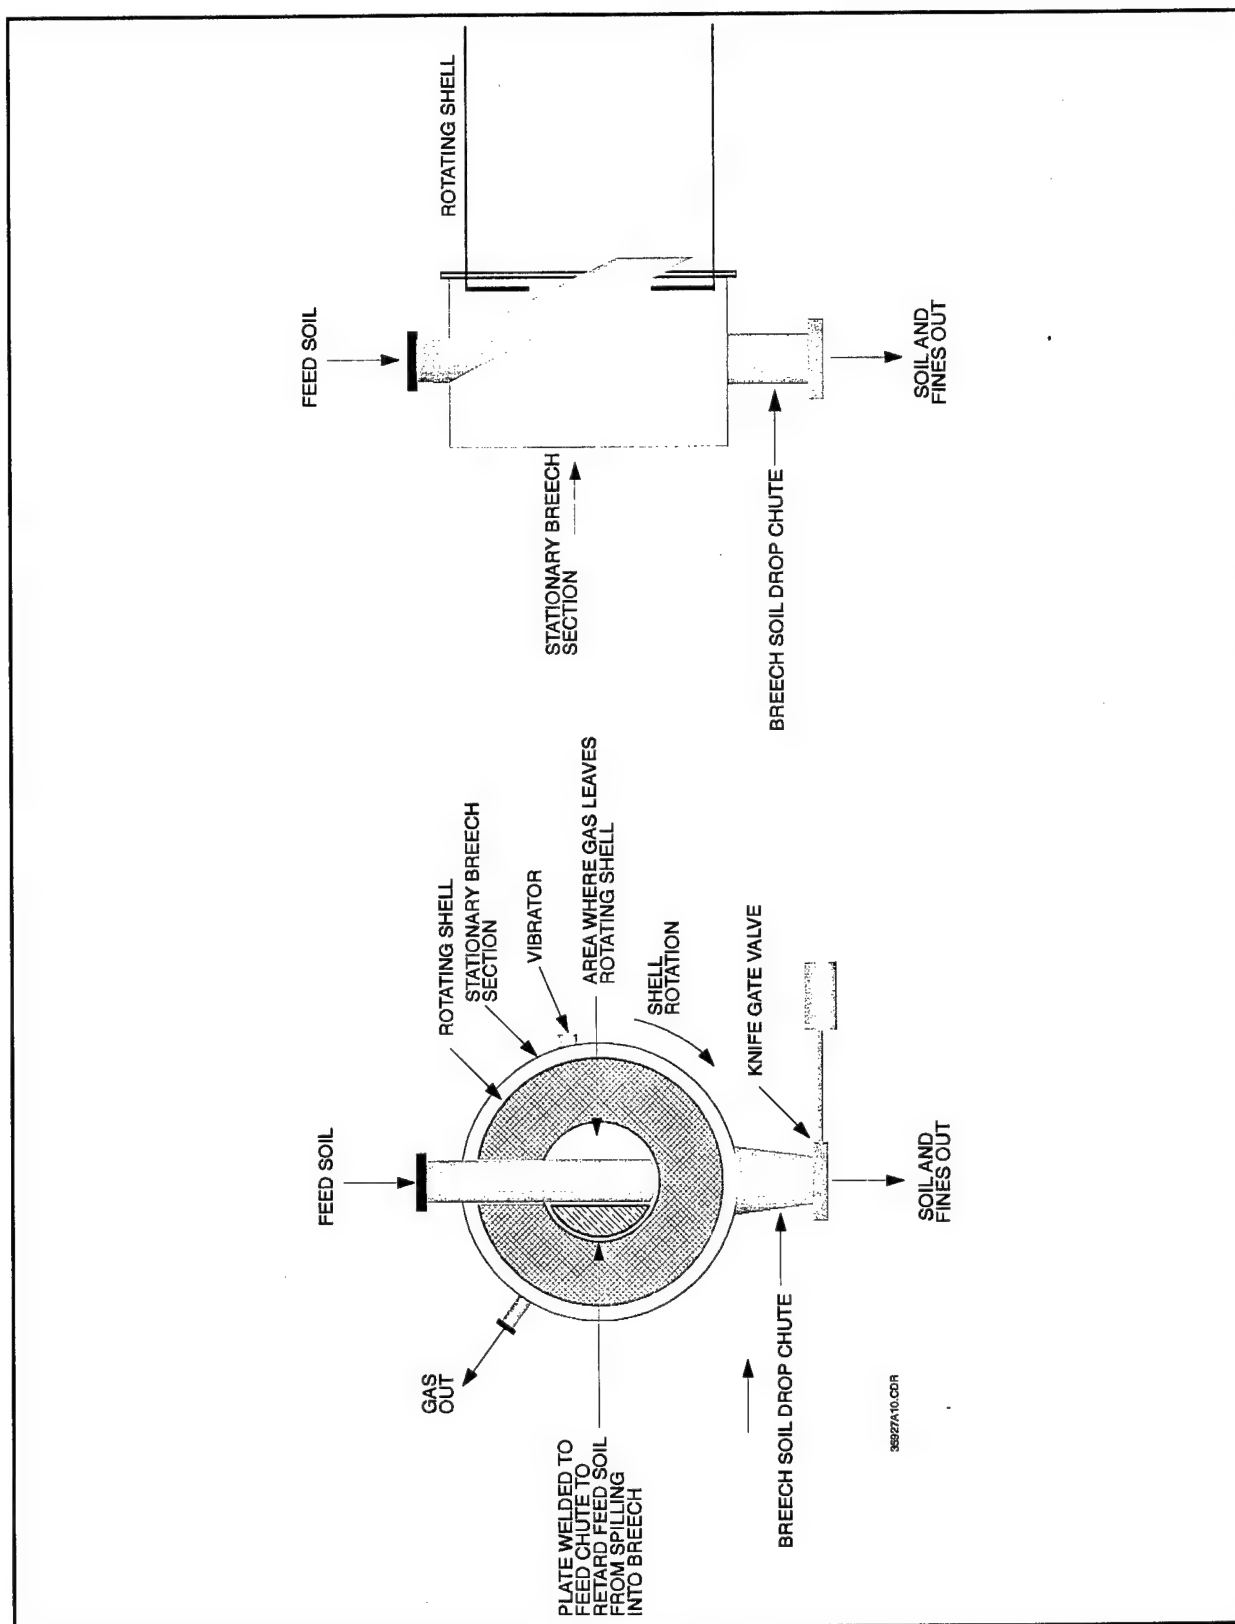 FEED SOIL
GAS
OUT
ROTATING SHELL
STATIONARY BREECH
SECTION
VIBRATOR
AREA WHERE GAS LEAVES
ROTATING SHELL
SHELL
ROTATION
KNIFE GATE VALVE
PLATE WELDED TO
FEED CHUTE TO
RETARD FEED SOIL
FROM SPILLING
INTO BREECH
BREECH SOIL DROP CHUTE
SOIL AND
FINES OUT
35927A10.CDR
FEED SOIL
ROTATING SHELL
STATIONARY BREECH
SECTION
BREECH SOIL DROP CHUTE
SOIL AND
FINES OUT